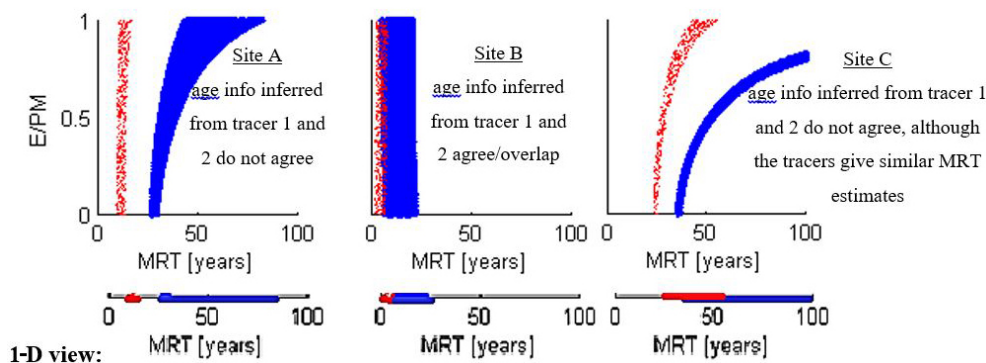 1
0.5
0
E/PM
Site A
age info inferred
from tracer 1 and
2 do not agree
0 50 100
MRT [years]
Site B
age info inferred
from tracer 1 and
2 agree/overlap
0 50 100
MRT [years]
Site C
age info inferred from tracer 1
and 2 do not agree, although
the tracers give similar MRT
estimates
0 50 100
MRT [years]
0 50 100
MRT [years]
0 50 100
MRT [years]
0 50 100
MRT [years]
1-D view: